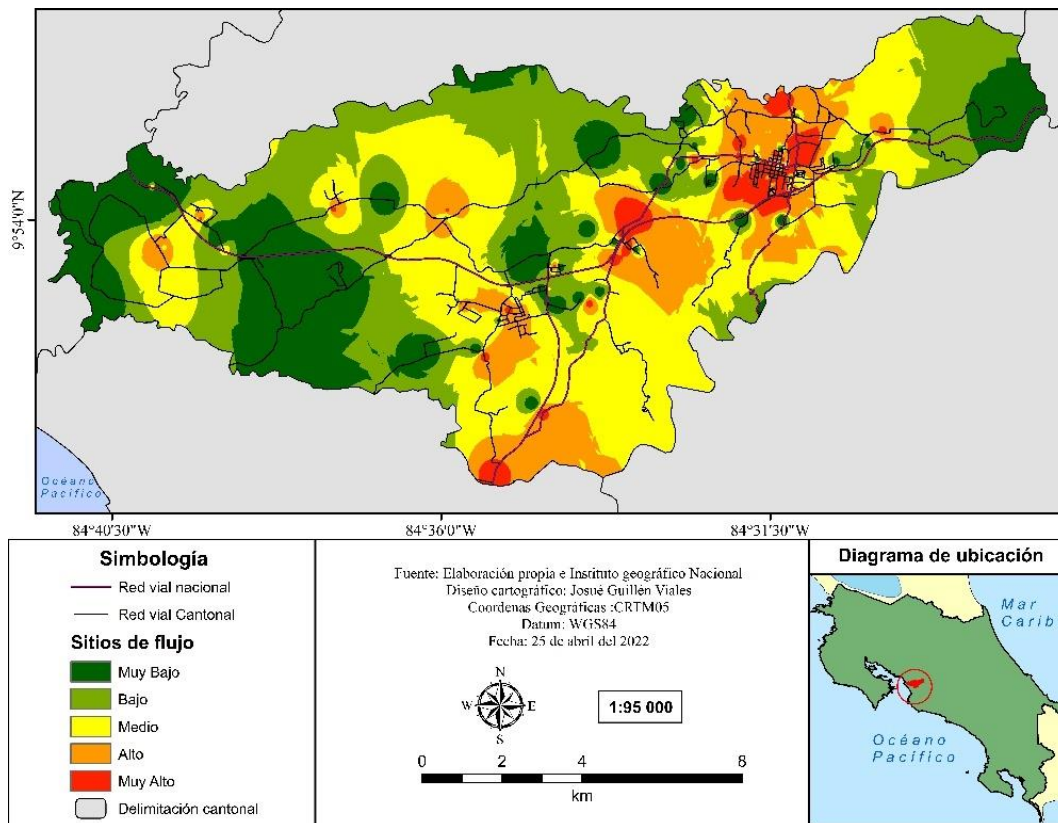 9°54'0"N
Océano
Pacífico
84°40'30"W
84°36'0"W
84°31'30"W
Simbología
Red vial nacional
Red vial Cantonal
Sitios de flujo
Muy Bajo
Bajo
Medio
Alto
Muy Alto
Delimitación cantonal
Fuente: Elaboración propia e Instituto geográfico Nacional
Diseño cartográfico: Josué Guillén Viales
Coordenas Geográficas :CRTM05
Datum: WGS84
Fecha: 25 de abril del 2022
N
W E
S
1:95 000
0 2 4 8
km
Diagrama de ubicación
Mar
Carib
Océano
Pacífico